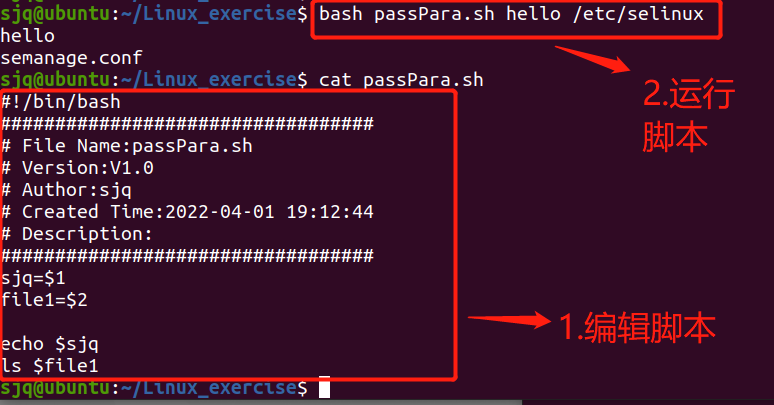 sjq@ubuntu:~/Linux_exercise$ bash passPara.sh hello /etc/selinux
hello
semanage.conf
sjq@ubuntu:~/Linux_exercise$ cat passPara.sh
#!/bin/bash
##################################
# File Name:passPara.sh
# Version:V1.0
# Author:sjq
# Created Time:2022-04-01 19:12:44
# Description:
##################################
sjq=$1
file1=$2
echo $sjq
ls $file1
sjq@ubuntu:~/Linux_exercise$
2.运行
脚本
1.编辑脚本